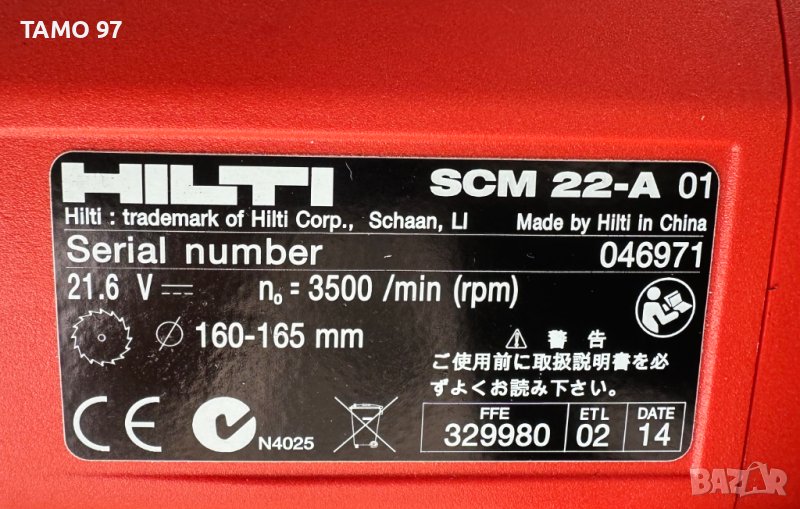 TAMO 97
HILTI SCM 22-A 01
Hilti : trademark of Hilti Corp., Schaan, LI Made by Hilti in China
Serial number 046971
21.6 V n₀ = 3500 /min (rpm)
Ø 160-165 mm
警 告
ご使用前に取扱説明書を必
ずよくお読み下さい。
CE N4025
FFE ETL DATE
329980 02 14
BAZAR